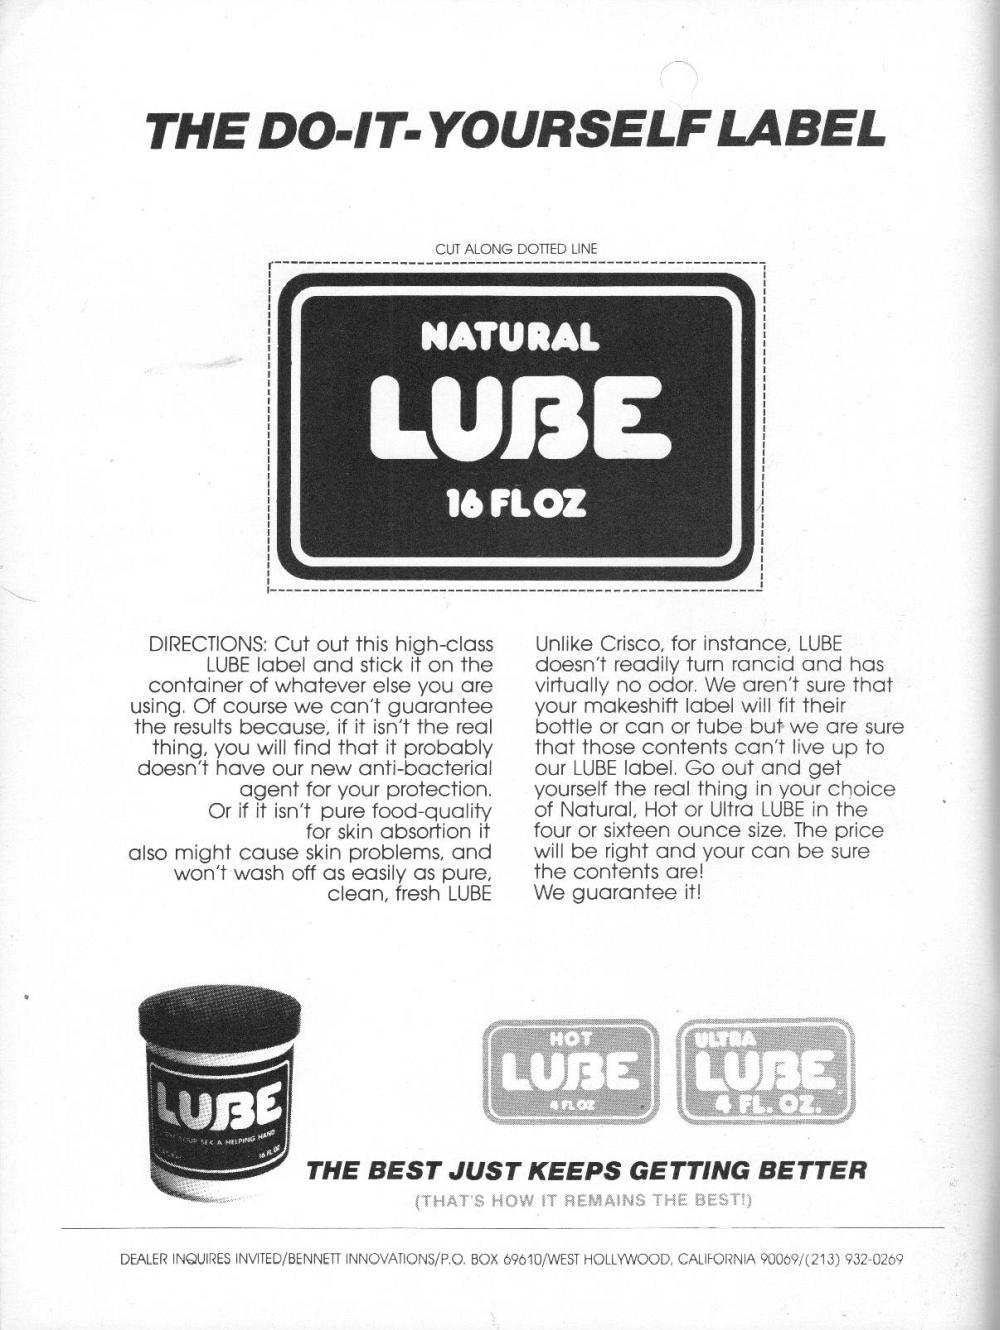 THE DO-IT-YOURSELF LABEL
CUT ALONG DOTTED LINE
NATURAL
LUBE
16 FL OZ
DIRECTIONS: Cut out this high-class
LUBE label and stick it on the
container of whatever else you are
using. Of course we can't guarantee
the results because, if it isn't the real
thing, you will find that it probably
doesn't have our new anti-bacterial
agent for your protection.
Or if it isn't pure food-quality
for skin absortion it
also might cause skin problems, and
won't wash off as easily as pure,
clean, fresh LUBE
Unlike Crisco, for instance, LUBE
doesn't readily turn rancid and has
virtually no odor. We aren't sure that
your makeshift label will fit their
bottle or can or tube but we are sure
that those contents can't live up to
our LUBE label. Go out and get
yourself the real thing in your choice
of Natural, Hot or Ultra LUBE in the
four or sixteen ounce size. The price
will be right and your can be sure
the contents are!
We guarantee it!
LUBE
YOUR SEX A HELPING HAND
16 FL OZ
HOT
LUBE
4 FL OZ
ULTRA
LUBE
4 FL. OZ.
THE BEST JUST KEEPS GETTING BETTER
(THAT'S HOW IT REMAINS THE BEST!)
DEALER INQUIRES INVITED/BENNETT INNOVATIONS/P.O. BOX 69610/WEST HOLLYWOOD, CALIFORNIA 90069/(213) 932-0269